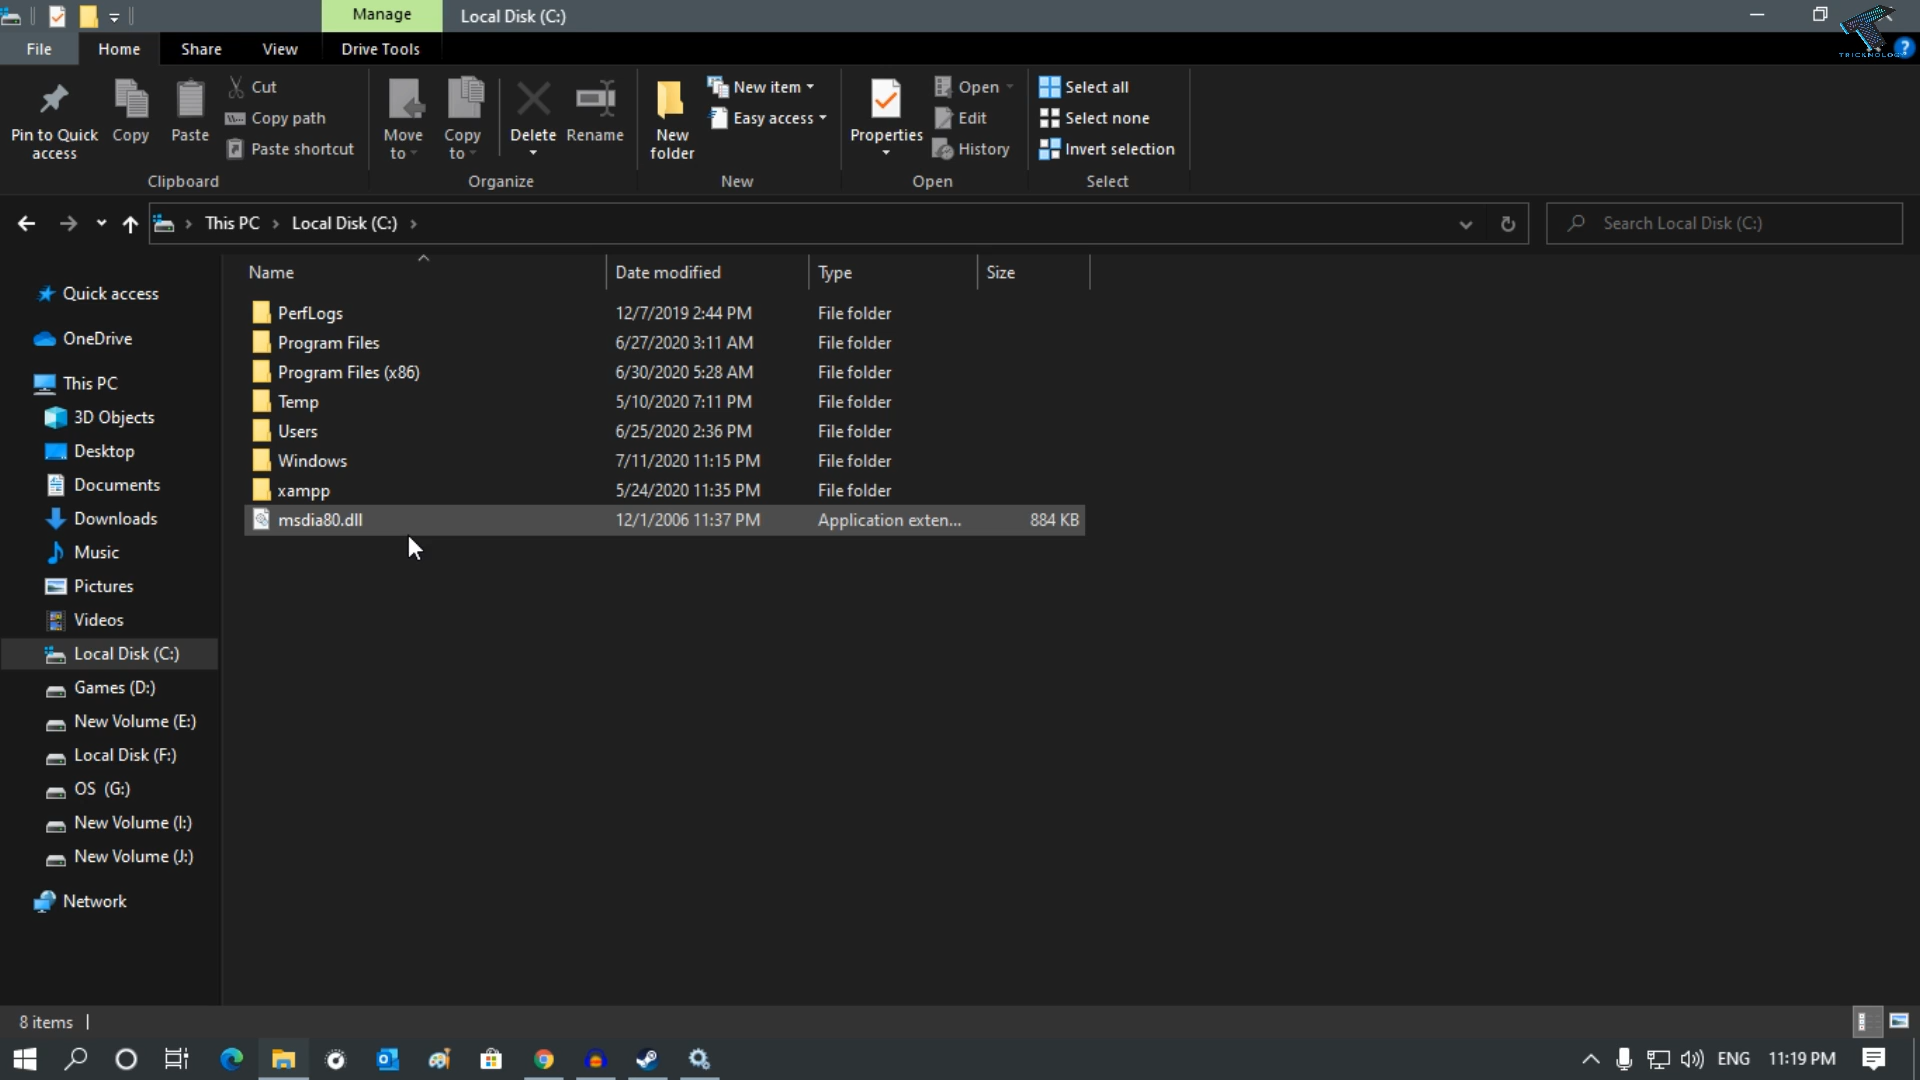 Manage
Local Disk (C:)
TRICKNOLOGY
File
Home
Share
View
Drive Tools
Pin to Quick access
Copy
Paste
Cut
Copy path
Paste shortcut
Clipboard
Move to
Copy to
Delete
Rename
Organize
New folder
New item
Easy access
New
Properties
Open
Edit
History
Open
Select all
Select none
Invert selection
Select
This PC
Local Disk (C:)
Search Local Disk (C:)
Name Date modified Type Size
PerfLogs 12/7/2019 2:44 PM File folder
Program Files 6/27/2020 3:11 AM File folder
Program Files (x86) 6/30/2020 5:28 AM File folder
Temp 5/10/2020 7:11 PM File folder
Users 6/25/2020 2:36 PM File folder
Windows 7/11/2020 11:15 PM File folder
xampp 5/24/2020 11:35 PM File folder
msdia80.dll 12/1/2006 11:37 PM Application exten... 884 KB
Quick access
OneDrive
This PC
3D Objects
Desktop
Documents
Downloads
Music
Pictures
Videos
Local Disk (C:)
Games (D:)
New Volume (E:)
Local Disk (F:)
OS (G:)
New Volume (I:)
New Volume (J:)
Network
8 items
ENG
11:19 PM